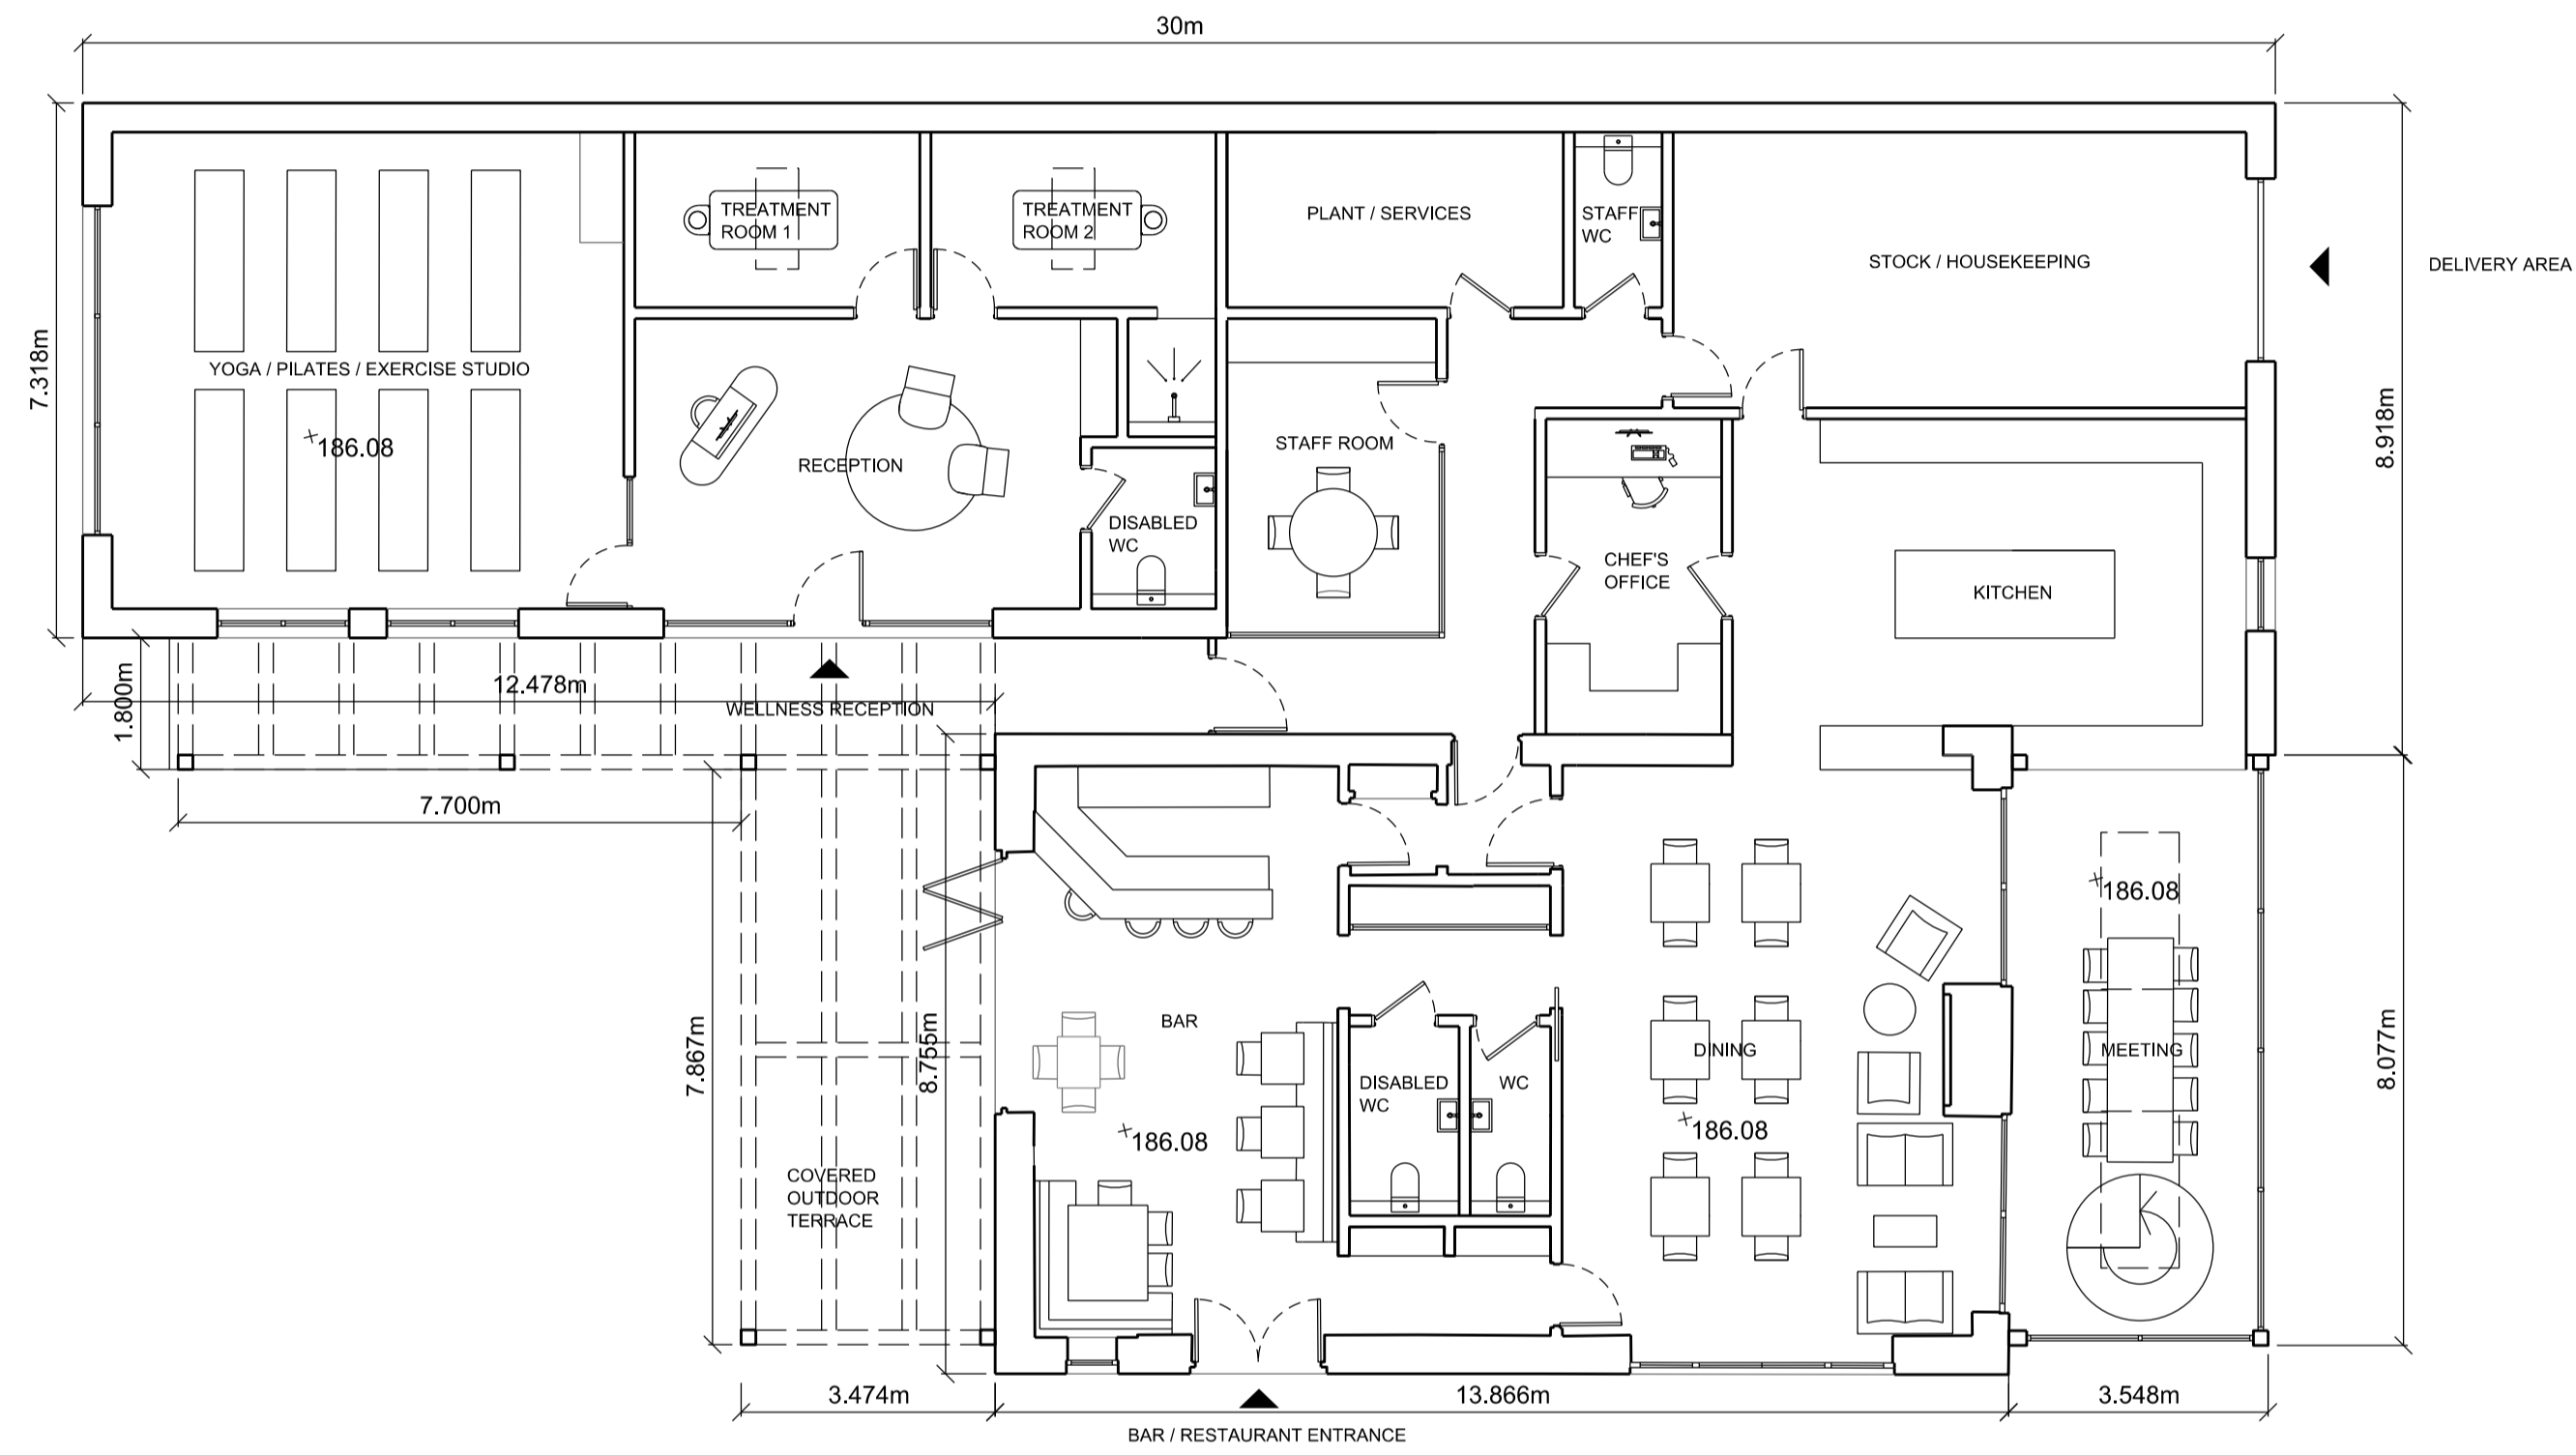 30m
TREATMENT
ROOM 1
TREATMENT
ROOM 2
PLANT / SERVICES
STAFF
WC
STOCK / HOUSEKEEPING
DELIVERY AREA
7.318m
YOGA / PILATES / EXERCISE STUDIO
186.08
RECEPTION
STAFF ROOM
8.918m
DISABLED
WC
CHEF'S
OFFICE
KITCHEN
12.478m
1.800m
WELLNESS RECEPTION
7.700m
186.08
BAR
DINING
MEETING
7.867m
8.755m
8.077m
DISABLED
WC
WC
186.08
186.08
COVERED
OUTDOOR
TERRACE
3.474m
13.866m
3.548m
BAR / RESTAURANT ENTRANCE